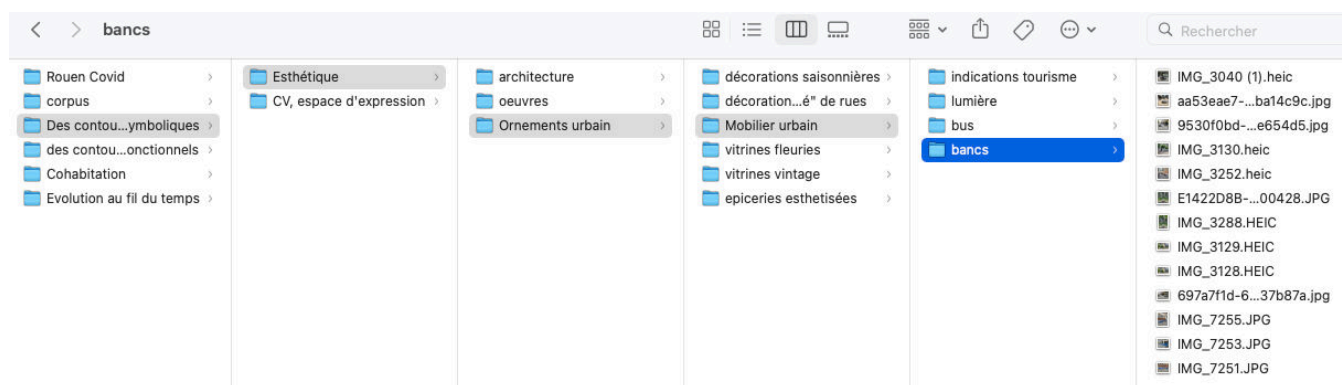 bancs
Rechercher
Rouen Covid
corpus
Des contou...ymboliques
des contou...onctionnels
Cohabitation
Evolution au fil du temps
Esthétique
CV, espace d'expression
architecture
oeuvres
Ornements urbain
décorations saisonnières
décoration...é" de rues
Mobilier urbain
vitrines fleuries
vitrines vintage
epiceries esthetisées
indications tourisme
lumière
bus
bancs
IMG_3040 (1).heic
aa53eae7-...ba14c9c.jpg
9530f0bd-...e654d5.jpg
IMG_3130.heic
IMG_3252.heic
E1422D8B-...00428.JPG
IMG_3288.HEIC
IMG_3129.HEIC
IMG_3128.HEIC
697a7f1d-6...37b87a.jpg
IMG_7255.JPG
IMG_7253.JPG
IMG_7251.JPG